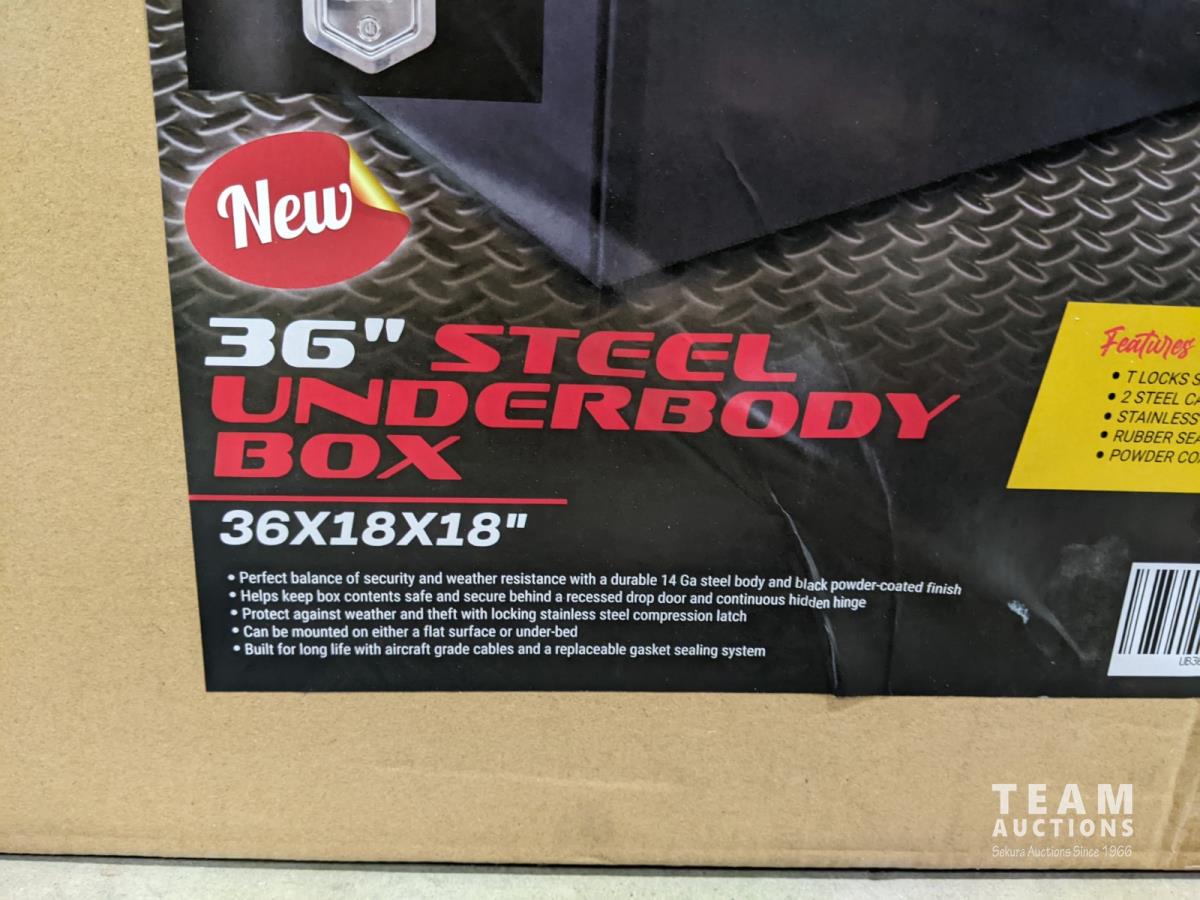 New
36" STEEL
UNDERBODY
BOX
36X18X18"
• Perfect balance of security and weather resistance with a durable 14 Ga steel body and black powder-coated finish
• Helps keep box contents safe and secure behind a recessed drop door and continuous hidden hinge
• Protect against weather and theft with locking stainless steel compression latch
• Can be mounted on either a flat surface or under-bed
• Built for long life with aircraft grade cables and a replaceable gasket sealing system
Features
• T LOCKS
• 2 STEEL
• STAINLESS
• RUBBER
• POWDER
TEAM
AUCTIONS
Sekura Auctions Since 1966